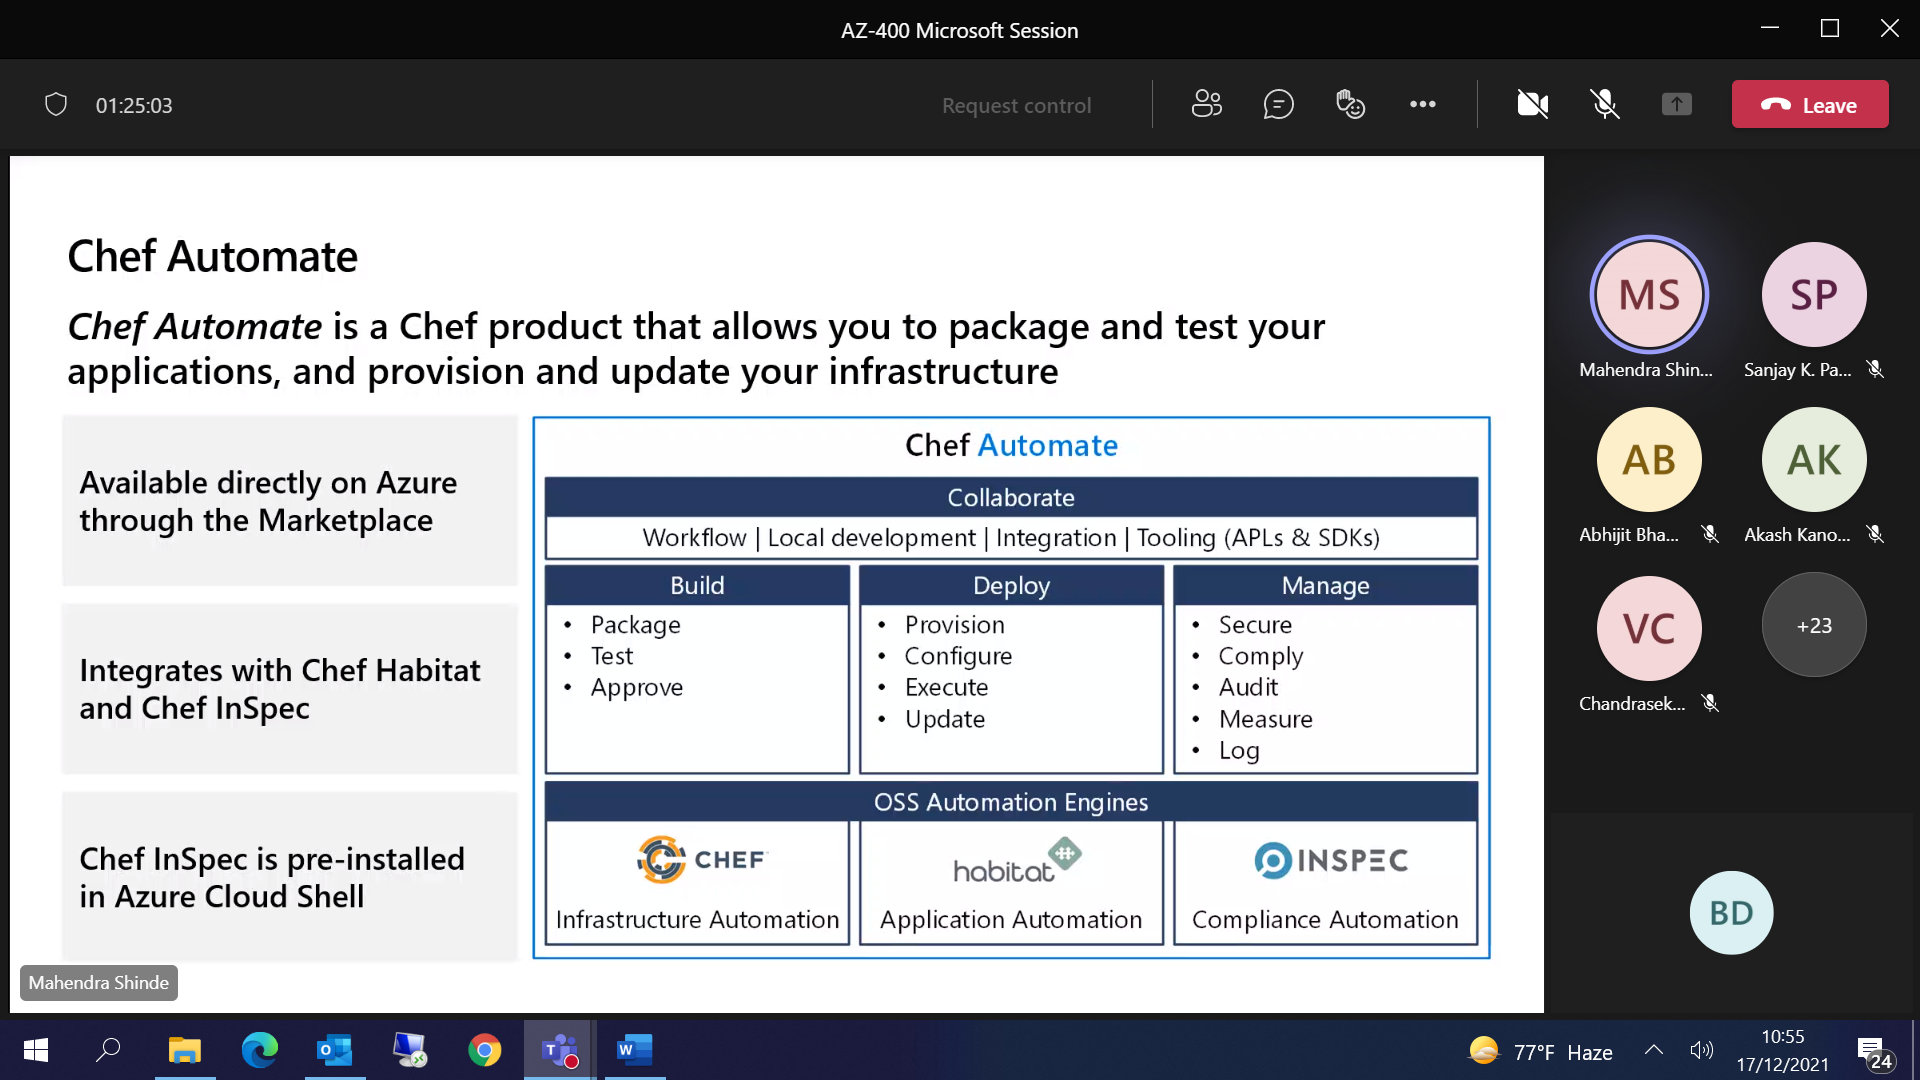 AZ-400 Microsoft Session
01:25:03
Request control
Leave
Chef Automate
Chef Automate is a Chef product that allows you to package and test your
applications, and provision and update your infrastructure
Available directly on Azure
through the Marketplace
Integrates with Chef Habitat
and Chef InSpec
Chef InSpec is pre-installed
in Azure Cloud Shell
Chef Automate
Collaborate
Workflow | Local development | Integration | Tooling (APLs & SDKs)
Build
• Package
• Test
• Approve
Deploy
• Provision
• Configure
• Execute
• Update
Manage
• Secure
• Comply
• Audit
• Measure
• Log
OSS Automation Engines
CHEF
Infrastructure Automation
habitat
Application Automation
INSPEC
Compliance Automation
Mahendra Shinde
MS
Mahendra Shin...
SP
Sanjay K. Pa...
AB
Abhijit Bha...
AK
Akash Kano...
VC
Chandrasek...
+23
BD
77°F Haze
10:55
17/12/2021
24